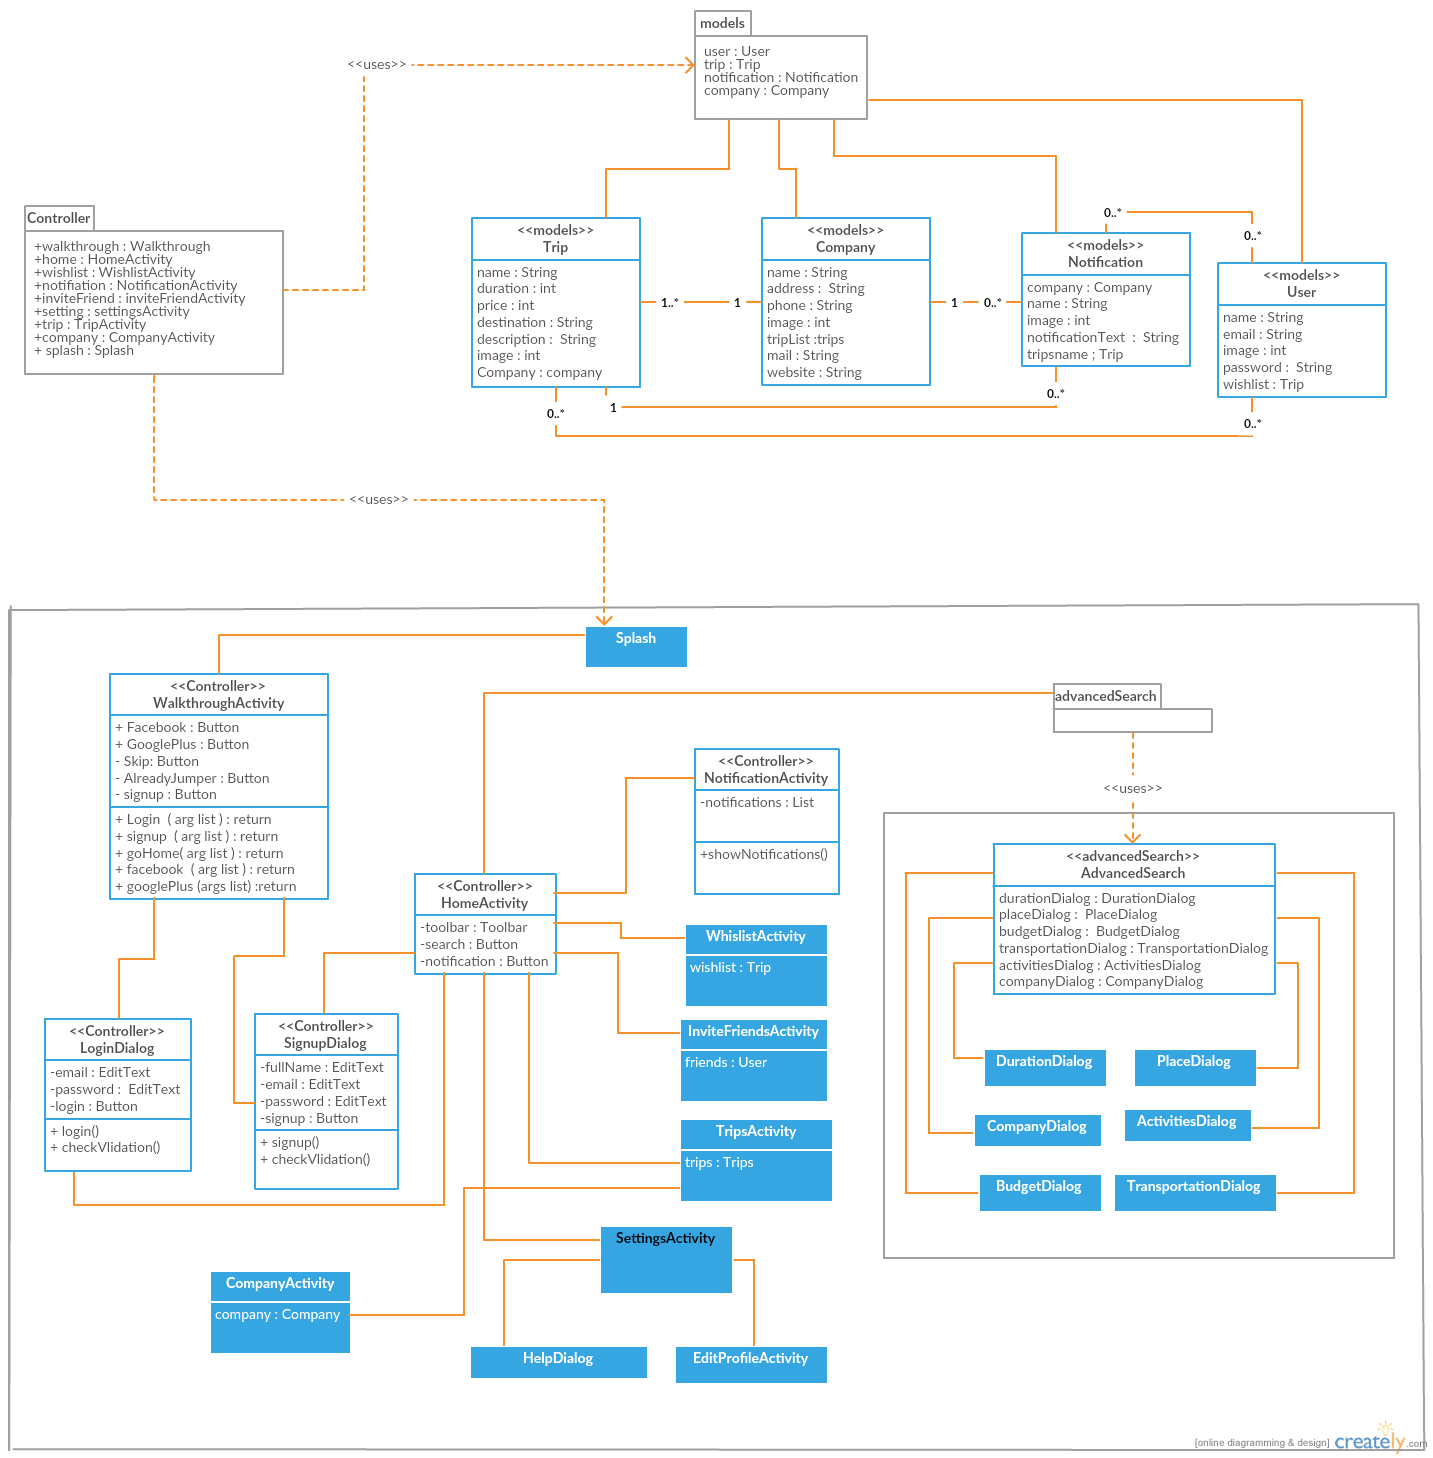 models
user : User
trip : Trip
notification : Notification
company : Company
<<uses>>
Controller
+walkthrough : Walkthrough
+home : HomeActivity
+wishlist : WishlistActivity
+notifiation : NotificationActivity
+inviteFriend : inviteFriendActivity
+setting : settingsActivity
+trip : TripActivity
+company : CompanyActivity
+ splash : Splash
<<models>>
Trip
name : String
duration : int
price : int
destination : String
description :  String
image : int
Company : company
1..*
1
<<models>>
Company
name : String
address :  String
phone : String
image : int
tripList :trips
mail : String
website : String
1
0..*
<<models>>
Notification
company : Company
name : String
image : int
notificationText  :  String
tripsname ; Trip
0..*
0..*
<<models>>
User
name : String
email : String
image : int
password :  String
wishlist : Trip
0..*
1
0..*
0..*
<<uses>>
Splash
<<Controller>>
WalkthroughActivity
+ Facebook : Button
+ GooglePlus : Button
- Skip: Button
- AlreadyJumper : Button
- signup : Button
+ Login  ( arg list ) : return
+ signup  ( arg list ) : return
+ goHome( arg list ) : return
+ facebook  ( arg list ) : return
+ googlePlus (args list) :return
advancedSearch
<<uses>>
<<Controller>>
NotificationActivity
-notifications : List
+showNotifications()
<<Controller>>
HomeActivity
-toolbar : Toolbar
-search : Button
-notification : Button
<<advancedSearch>>
AdvancedSearch
durationDialog : DurationDialog
placeDialog :  PlaceDialog
budgetDialog :  BudgetDialog
transportationDialog : TransportationDialog
activitiesDialog : ActivitiesDialog
companyDialog : CompanyDialog
WhislistActivity
wishlist : Trip
<<Controller>>
LoginDialog
-email : EditText
-password :  EditText
-login : Button
+ login()
+ checkVlidation()
<<Controller>>
SignupDialog
-fullName : EditText
-email : EditText
-password : EditText
-signup : Button
+ signup()
+ checkVlidation()
InviteFriendsActivity
friends : User
DurationDialog
PlaceDialog
CompanyDialog
ActivitiesDialog
BudgetDialog
TransportationDialog
TripsActivity
trips : Trips
SettingsActivity
CompanyActivity
company : Company
HelpDialog
EditProfileActivity
[online diagramming & design] creately.com